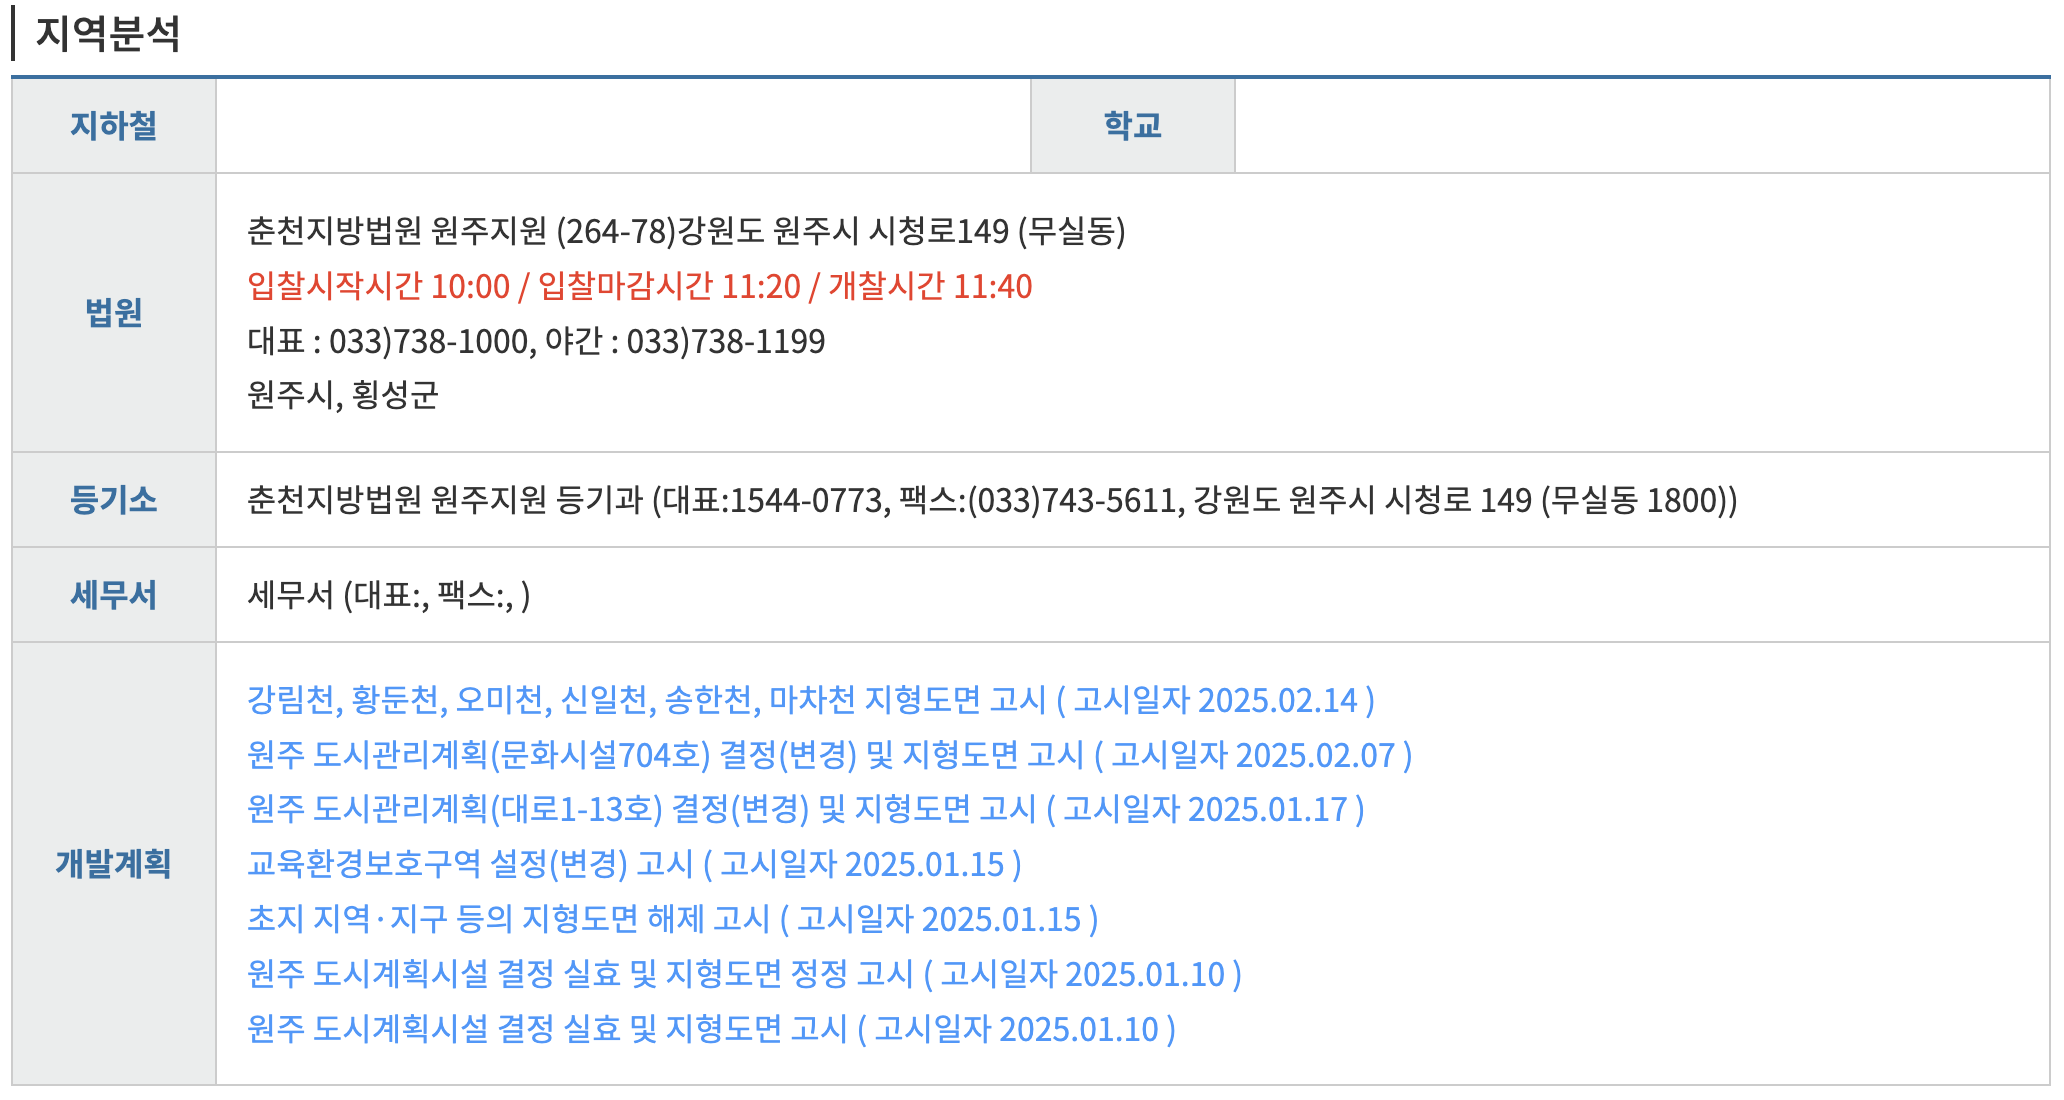 지역분석
지하철
학교
법원
춘천지방법원 원주지원 (264-78)강원도 원주시 시청로149 (무실동)
입찰시작시간 10:00 / 입찰마감시간 11:20 / 개찰시간 11:40
대표 : 033)738-1000, 야간 : 033)738-1199
원주시, 횡성군
등기소
춘천지방법원 원주지원 등기과 (대표:1544-0773, 팩스:(033)743-5611, 강원도 원주시 시청로 149 (무실동 1800))
세무서
세무서 (대표:, 팩스:, )
개발계획
강림천, 황둔천, 오미천, 신일천, 송한천, 마차천 지형도면 고시 ( 고시일자 2025.02.14 )
원주 도시관리계획(문화시설704호) 결정(변경) 및 지형도면 고시 ( 고시일자 2025.02.07 )
원주 도시관리계획(대로1-13호) 결정(변경) 및 지형도면 고시 ( 고시일자 2025.01.17 )
교육환경보호구역 설정(변경) 고시 ( 고시일자 2025.01.15 )
초지 지역·지구 등의 지형도면 해제 고시 ( 고시일자 2025.01.15 )
원주 도시계획시설 결정 실효 및 지형도면 정정 고시 ( 고시일자 2025.01.10 )
원주 도시계획시설 결정 실효 및 지형도면 고시 ( 고시일자 2025.01.10 )